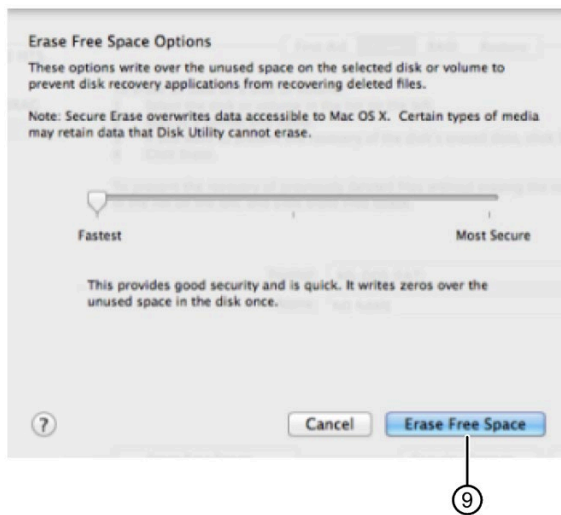 Erase Free Space Options
These options write over the unused space on the selected disk or volume to
prevent disk recovery applications from recovering deleted files.
Note: Secure Erase overwrites data accessible to Mac OS X. Certain types of media
may retain data that Disk Utility cannot erase.
Fastest
Most Secure
This provides good security and is quick. It writes zeros over the
unused space in the disk once.
?
Cancel
Erase Free Space
9